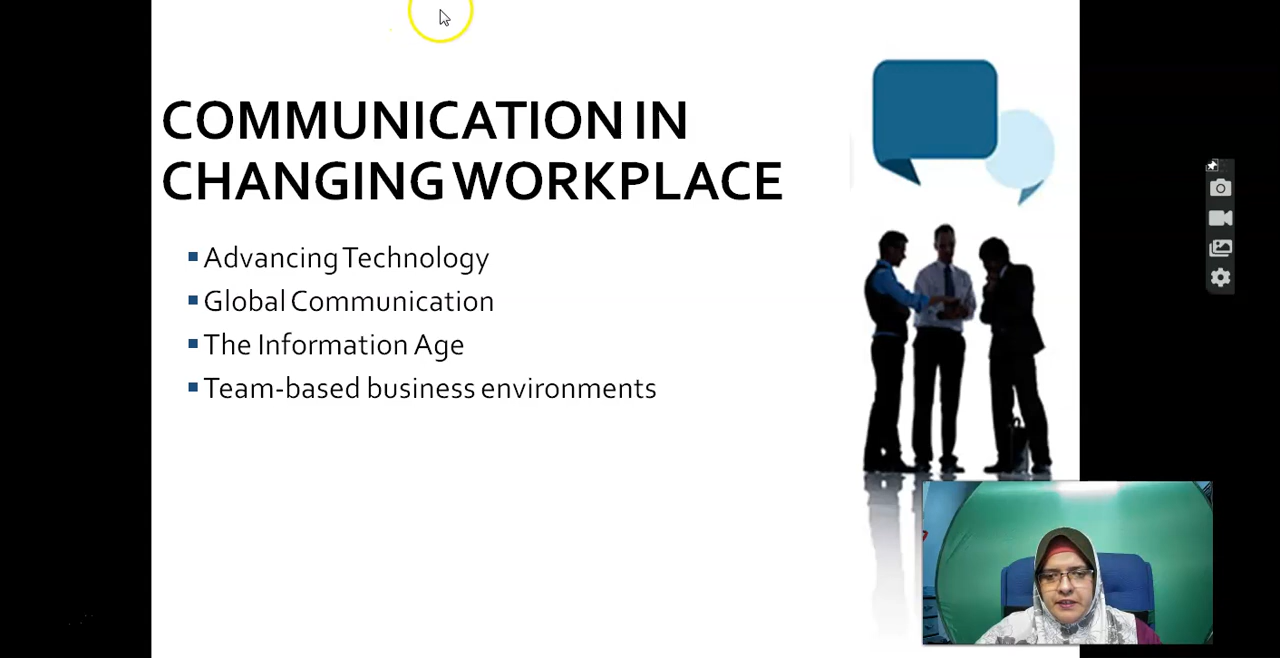 COMMUNICATION IN
CHANGING WORKPLACE
Advancing Technology
Global Communication
The Information Age
Team-based business environments